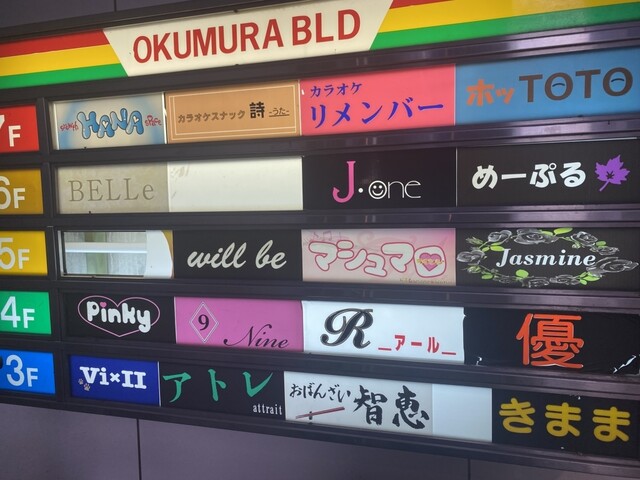 OKUMURA BLD
7F
HANA
カラオケスナック 詩 -うた-
カラオケ
リメンバー
ホッTOTO
6F
BELLe
J・one
めーぷる
5F
will be
マシュマロ
Jasmine
4F
Pinky
9 Nine
R
_アール_
優
3F
Vi×II
アトレ
attrait
おばんざい
智恵
きままま